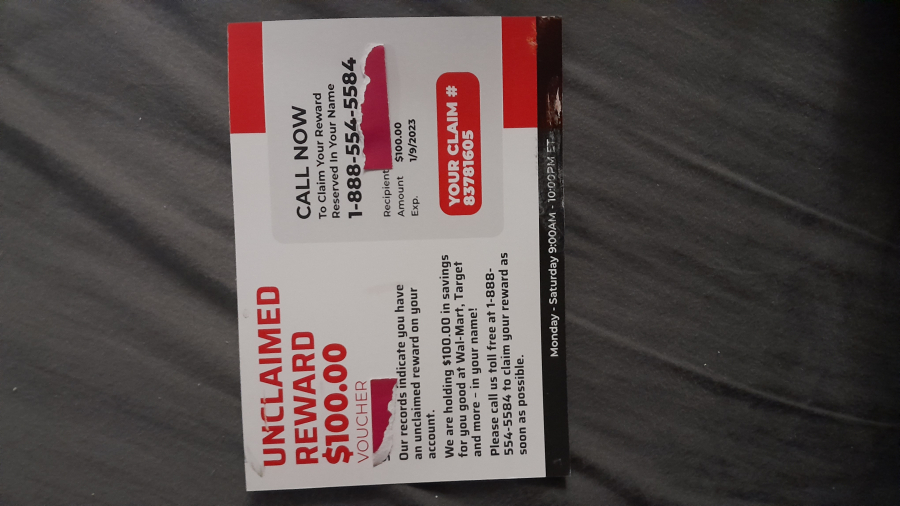 UNCLAIMED
REWARD
$100.00
VOUCHER
Our records indicate you have
an unclaimed reward on your
account.
We are holding $100.00 in savings
for you good at Wal-Mart, Target
and more – in your name!
Please call us toll free at 1-888-
554-5584 to claim your reward as
soon as possible.
CALL NOW
To Claim Your Reward
Reserved In Your Name
1-888-554-5584
Recipient
Amount $100.00
Exp. 1/9/2023
YOUR CLAIM #
83781605
Monday - Saturday 9:00AM - 10:00PM ET